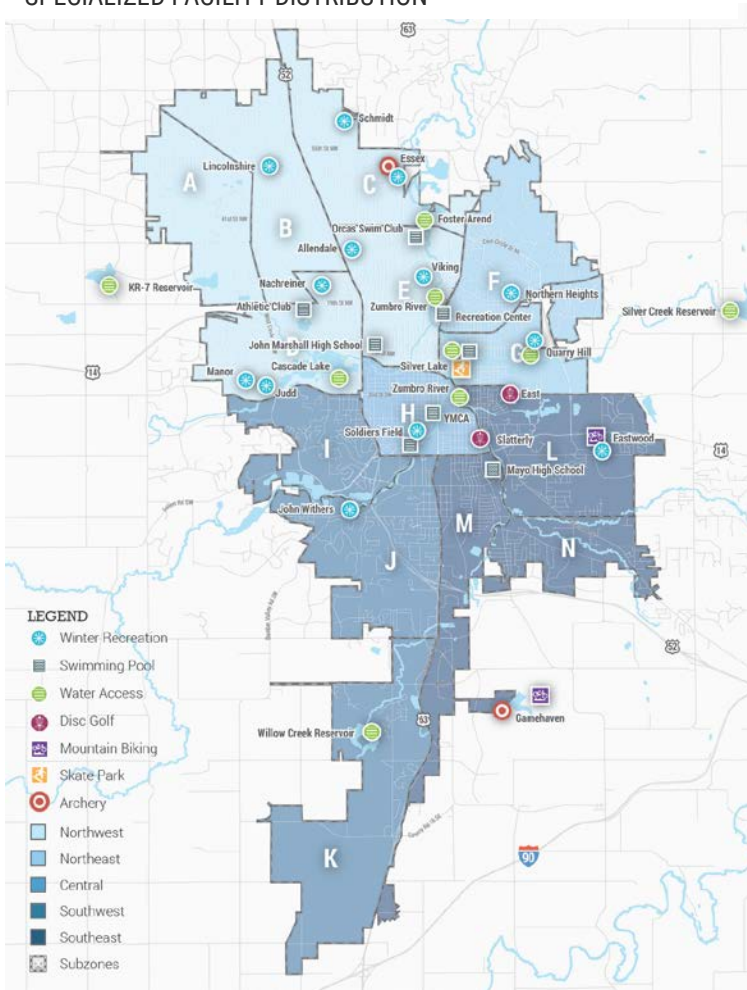 SPECIALIZED FACILITY DISTRIBUTION
63
52
Schmidt
Essex
Lincolnshire
A
C
B
Foster Arend
Orcas Swim Club
Allendale
Viking
F
E
KR-7 Reservoir
Nachreiner
Northern Heights
Athletic Club
Zumbro River
Recreation Center
Silver Creek Reservoir
John Marshall High School
D
G
Quarry Hill
14
Cascade Lake
Silver Lake
Manor
Judd
Zumbro River
East
H
YMCA
Soldiers Field
Slatterly
Eastwood
I
L
14
Mayo High School
John Withers
M
N
J
52
Gamehaven
Willow Creek Reservoir
63
K
90
LEGEND
Winter Recreation
Swimming Pool
Water Access
Disc Golf
Mountain Biking
Skate Park
Archery
Northwest
Northeast
Central
Southwest
Southeast
Subzones